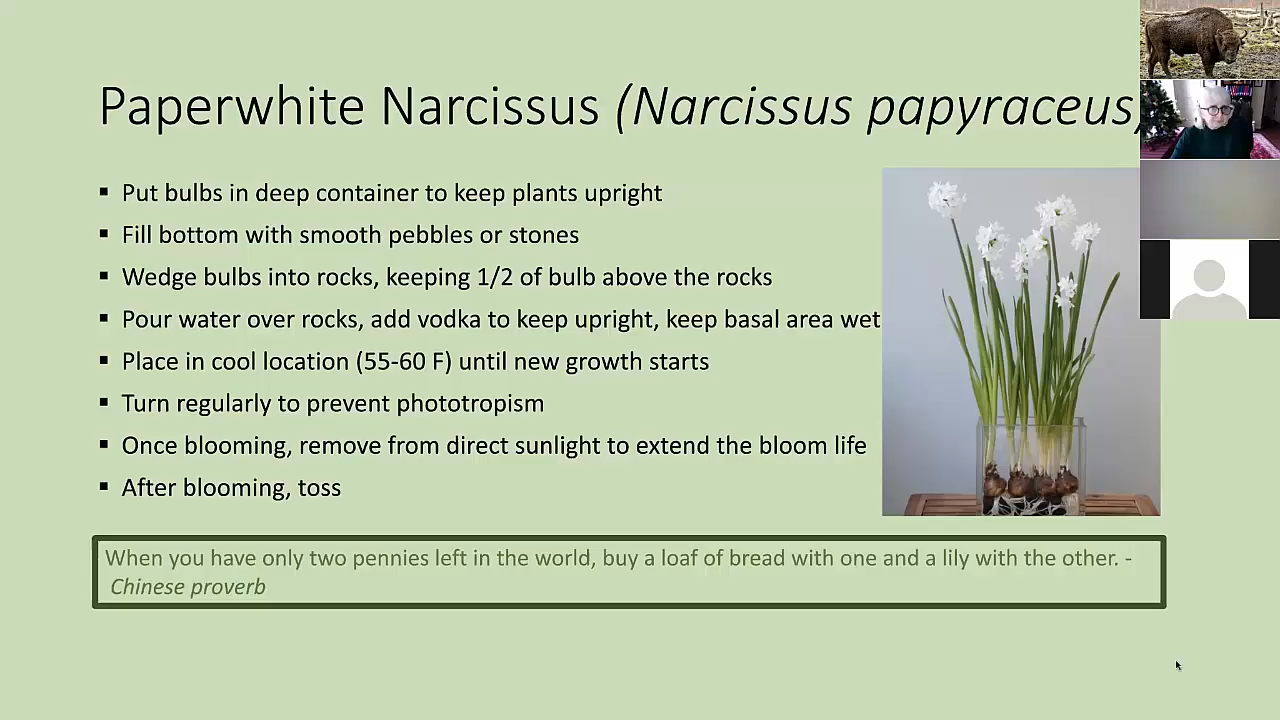 Paperwhite Narcissus (Narcissus papyraceus)
▪ Put bulbs in deep container to keep plants upright
▪ Fill bottom with smooth pebbles or stones
▪ Wedge bulbs into rocks, keeping 1/2 of bulb above the rocks
▪ Pour water over rocks, add vodka to keep upright, keep basal area wet
▪ Place in cool location (55-60 F) until new growth starts
▪ Turn regularly to prevent phototropism
▪ Once blooming, remove from direct sunlight to extend the bloom life
▪ After blooming, toss
When you have only two pennies left in the world, buy a loaf of bread with one and a lily with the other. -
Chinese proverb